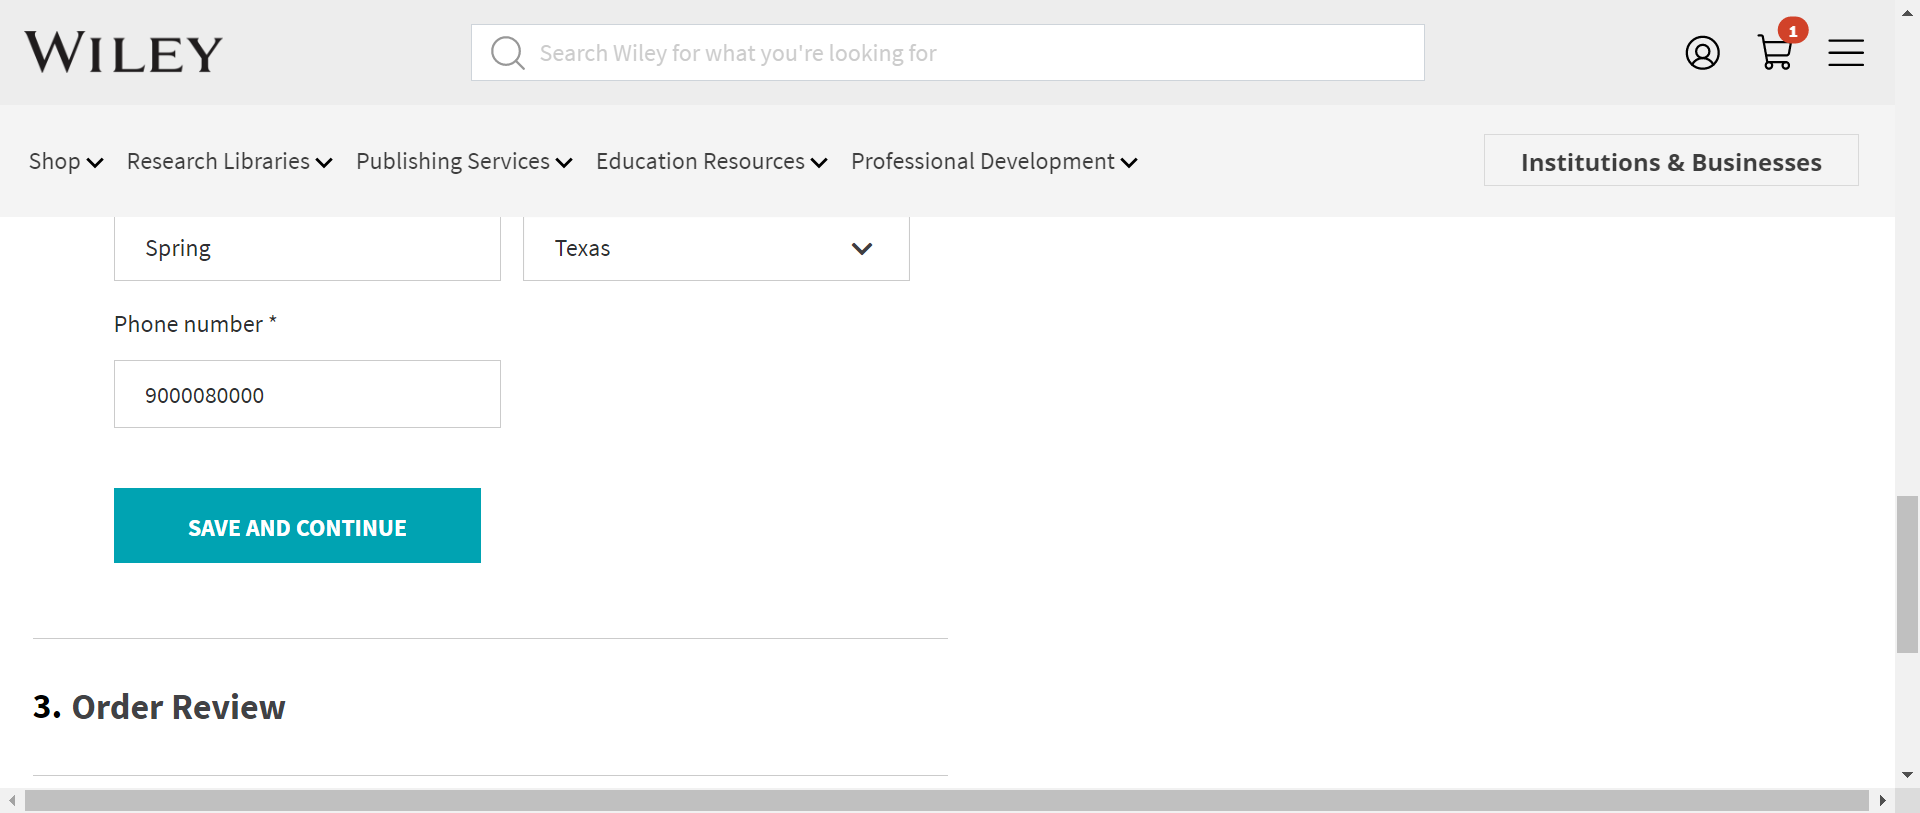 WILEY
Search Wiley for what you're looking for
1
Shop
Research Libraries
Publishing Services
Education Resources
Professional Development
Institutions & Businesses
Spring
Texas
Phone number *
9000080000
SAVE AND CONTINUE
3. Order Review